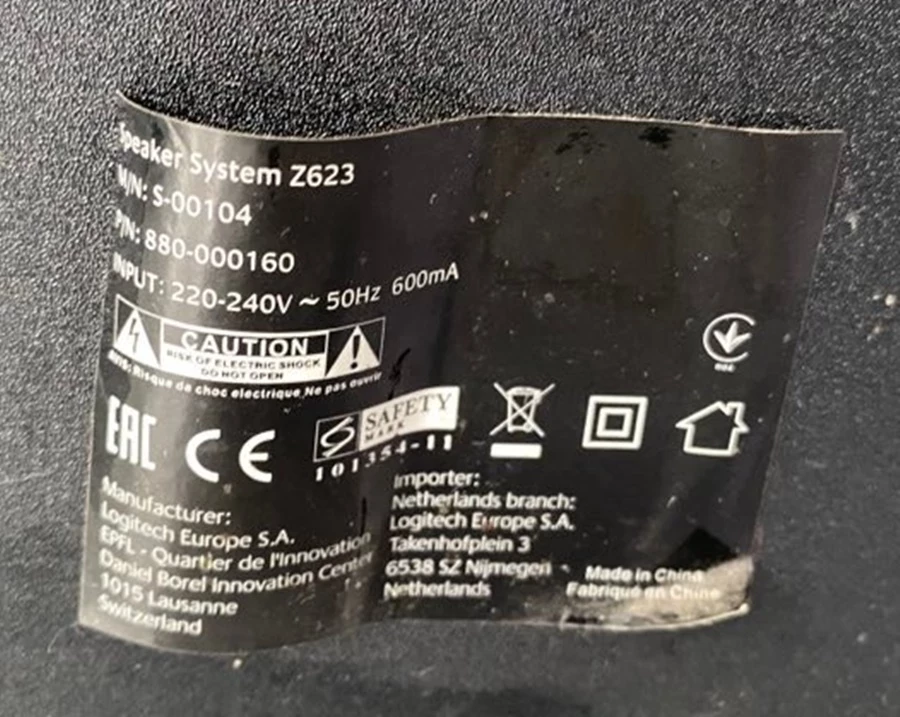 Speaker System Z623
M/N: S-00104
P/N: 880-000160
INPUT: 220-240V ~ 50Hz 600mA
CAUTION
RISK OF ELECTRIC SHOCK
DO NOT OPEN
AVIS: Risque de choc electrique, Ne pas ouvrir
EAC CE
SAFETY
MARK
101354-11
Manufacturer:
Logitech Europe S.A.
EPFL - Quartier de l'Innovation
Daniel Borel Innovation Center
1015 Lausanne
Switzerland
Importer:
Netherlands branch:
Logitech Europe S.A.
Takenhofplein 3
6538 SZ Nijmegen
Netherlands
Made in China
Fabriqué en Chine